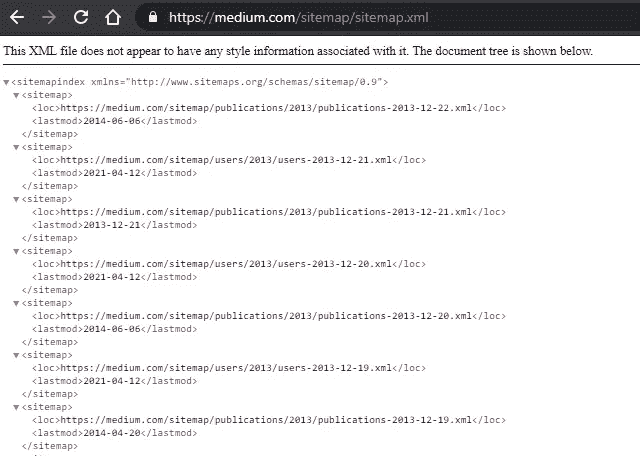 https://medium.com/sitemap/sitemap.xml
This XML file does not appear to have any style information associated with it. The document tree is shown below.
<sitemapindex xmlns="http://www.sitemaps.org/schemas/sitemap/0.9">
<sitemap>
<loc>https://medium.com/sitemap/publications/2013/publications-2013-12-22.xml</loc>
<lastmod>2014-06-06</lastmod>
</sitemap>
<sitemap>
<loc>https://medium.com/sitemap/users/2013/users-2013-12-21.xml</loc>
<lastmod>2021-04-12</lastmod>
</sitemap>
<sitemap>
<loc>https://medium.com/sitemap/publications/2013/publications-2013-12-21.xml</loc>
<lastmod>2013-12-21</lastmod>
</sitemap>
<sitemap>
<loc>https://medium.com/sitemap/users/2013/users-2013-12-20.xml</loc>
<lastmod>2021-04-12</lastmod>
</sitemap>
<sitemap>
<loc>https://medium.com/sitemap/publications/2013/publications-2013-12-20.xml</loc>
<lastmod>2014-06-06</lastmod>
</sitemap>
<sitemap>
<loc>https://medium.com/sitemap/users/2013/users-2013-12-19.xml</loc>
<lastmod>2021-04-12</lastmod>
</sitemap>
<sitemap>
<loc>https://medium.com/sitemap/publications/2013/publications-2013-12-19.xml</loc>
<lastmod>2014-04-20</lastmod>
</sitemap>